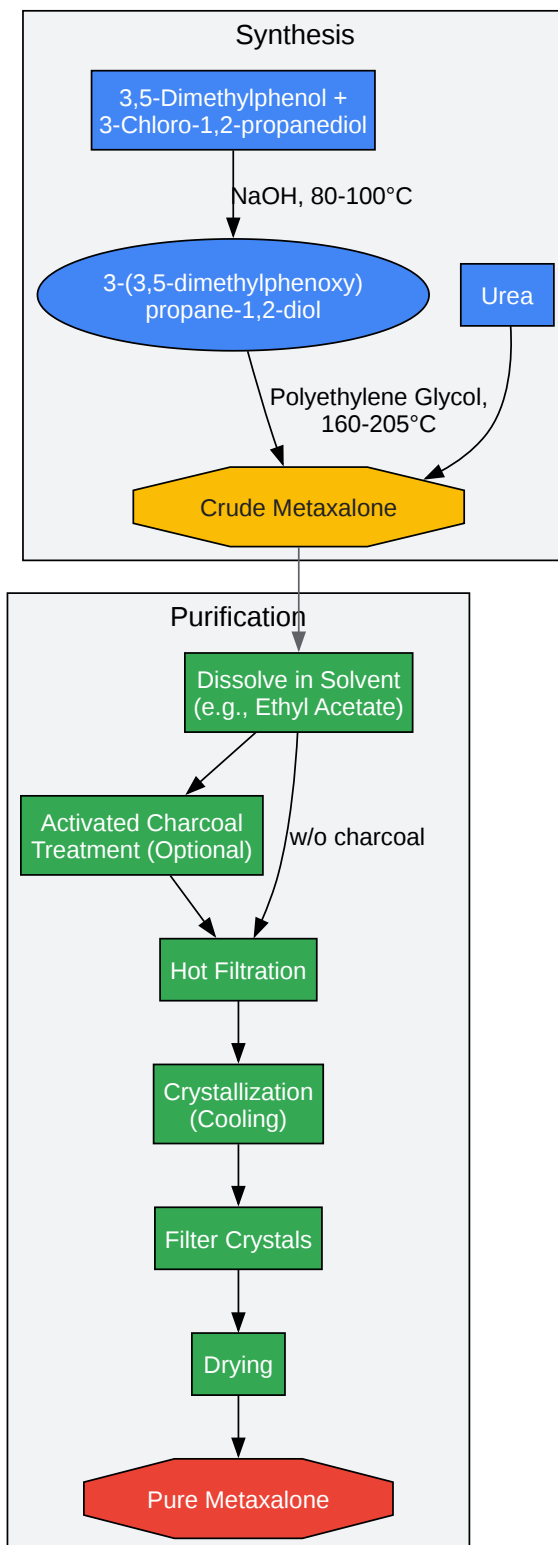 Synthesis
3,5-Dimethylphenol +
3-Chloro-1,2-propanediol
NaOH, 80-100°C
3-(3,5-dimethylphenoxy)
propane-1,2-diol
Urea
Polyethylene Glycol,
160-205°C
Crude Metaxalone
Purification
Dissolve in Solvent
(e.g., Ethyl Acetate)
Activated Charcoal
Treatment (Optional)
w/o charcoal
Hot Filtration
Crystallization
(Cooling)
Filter Crystals
Drying
Pure Metaxalone